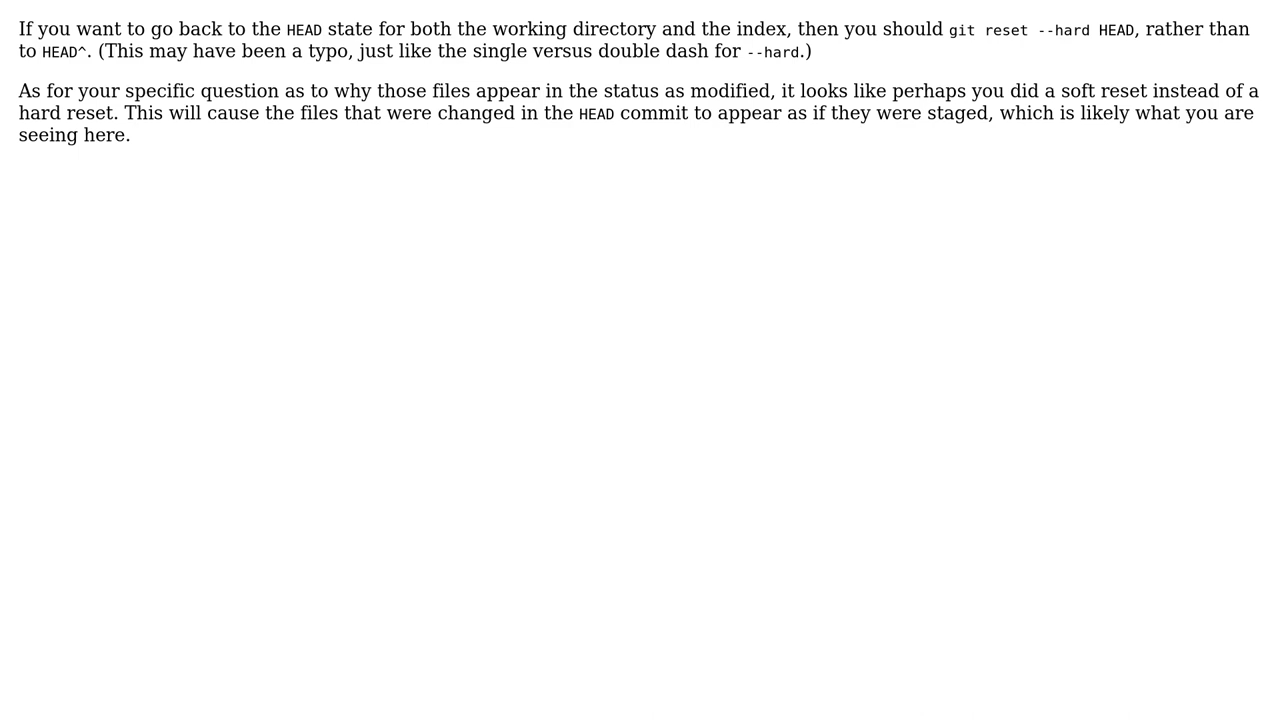 If you want to go back to the HEAD state for both the working directory and the index, then you should git reset --hard HEAD, rather than
to HEAD^. (This may have been a typo, just like the single versus double dash for --hard.)
As for your specific question as to why those files appear in the status as modified, it looks like perhaps you did a soft reset instead of a
hard reset. This will cause the files that were changed in the HEAD commit to appear as if they were staged, which is likely what you are
seeing here.